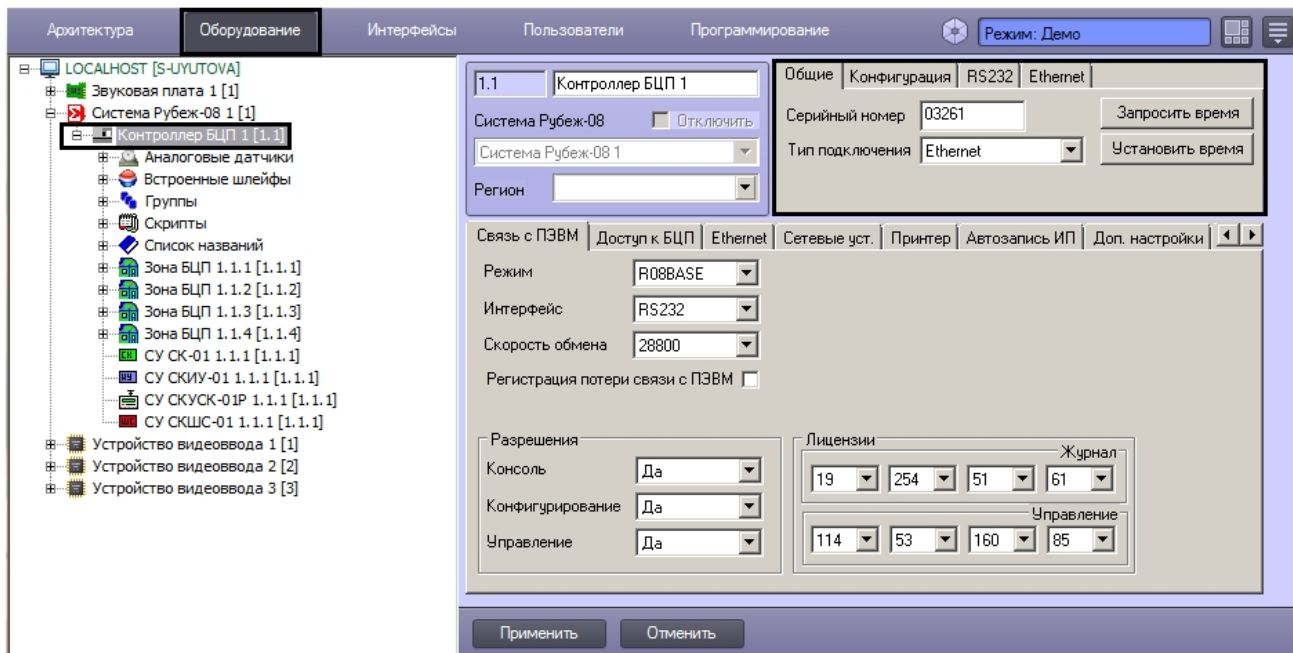 Архитектура
Оборудование
Интерфейсы
Пользователи
Программирование
Режим: Демо
LOCALHOST [S-UYUTOVA]
Звуковая плата 1 [1]
Система Рубеж-08 1 [1]
Контроллер БЦП 1 [1.1]
Аналоговые датчики
Встроенные шлейфы
Группы
Скрипты
Список названий
Зона БЦП 1.1.1 [1.1.1]
Зона БЦП 1.1.2 [1.1.2]
Зона БЦП 1.1.3 [1.1.3]
Зона БЦП 1.1.4 [1.1.4]
СК СУ СК-01 1.1.1 [1.1.1]
ИУ СУ СКИУ-01 1.1.1 [1.1.1]
СУ СКУСК-01Р 1.1.1 [1.1.1]
ШС СУ СКШС-01 1.1.1 [1.1.1]
Устройство видеоввода 1 [1]
Устройство видеоввода 2 [2]
Устройство видеоввода 3 [3]
1.1 Контроллер БЦП 1
Система Рубеж-08 Отключить
Система Рубеж-08 1
Регион
Общие Конфигурация RS232 Ethernet
Серийный номер 03261 Запросить время
Тип подключения Ethernet Установить время
Связь с ПЭВМ Доступ к БЦП Ethernet Сетевые уст. Принтер Автозапись ИП Доп. настройки
Режим R08BASE
Интерфейс RS232
Скорость обмена 28800
Регистрация потери связи с ПЭВМ
Разрешения
Консоль Да
Конфигурирование Да
Управление Да
Лицензии
Журнал
19 254 51 61
Управление
114 53 160 85
Применить Отменить